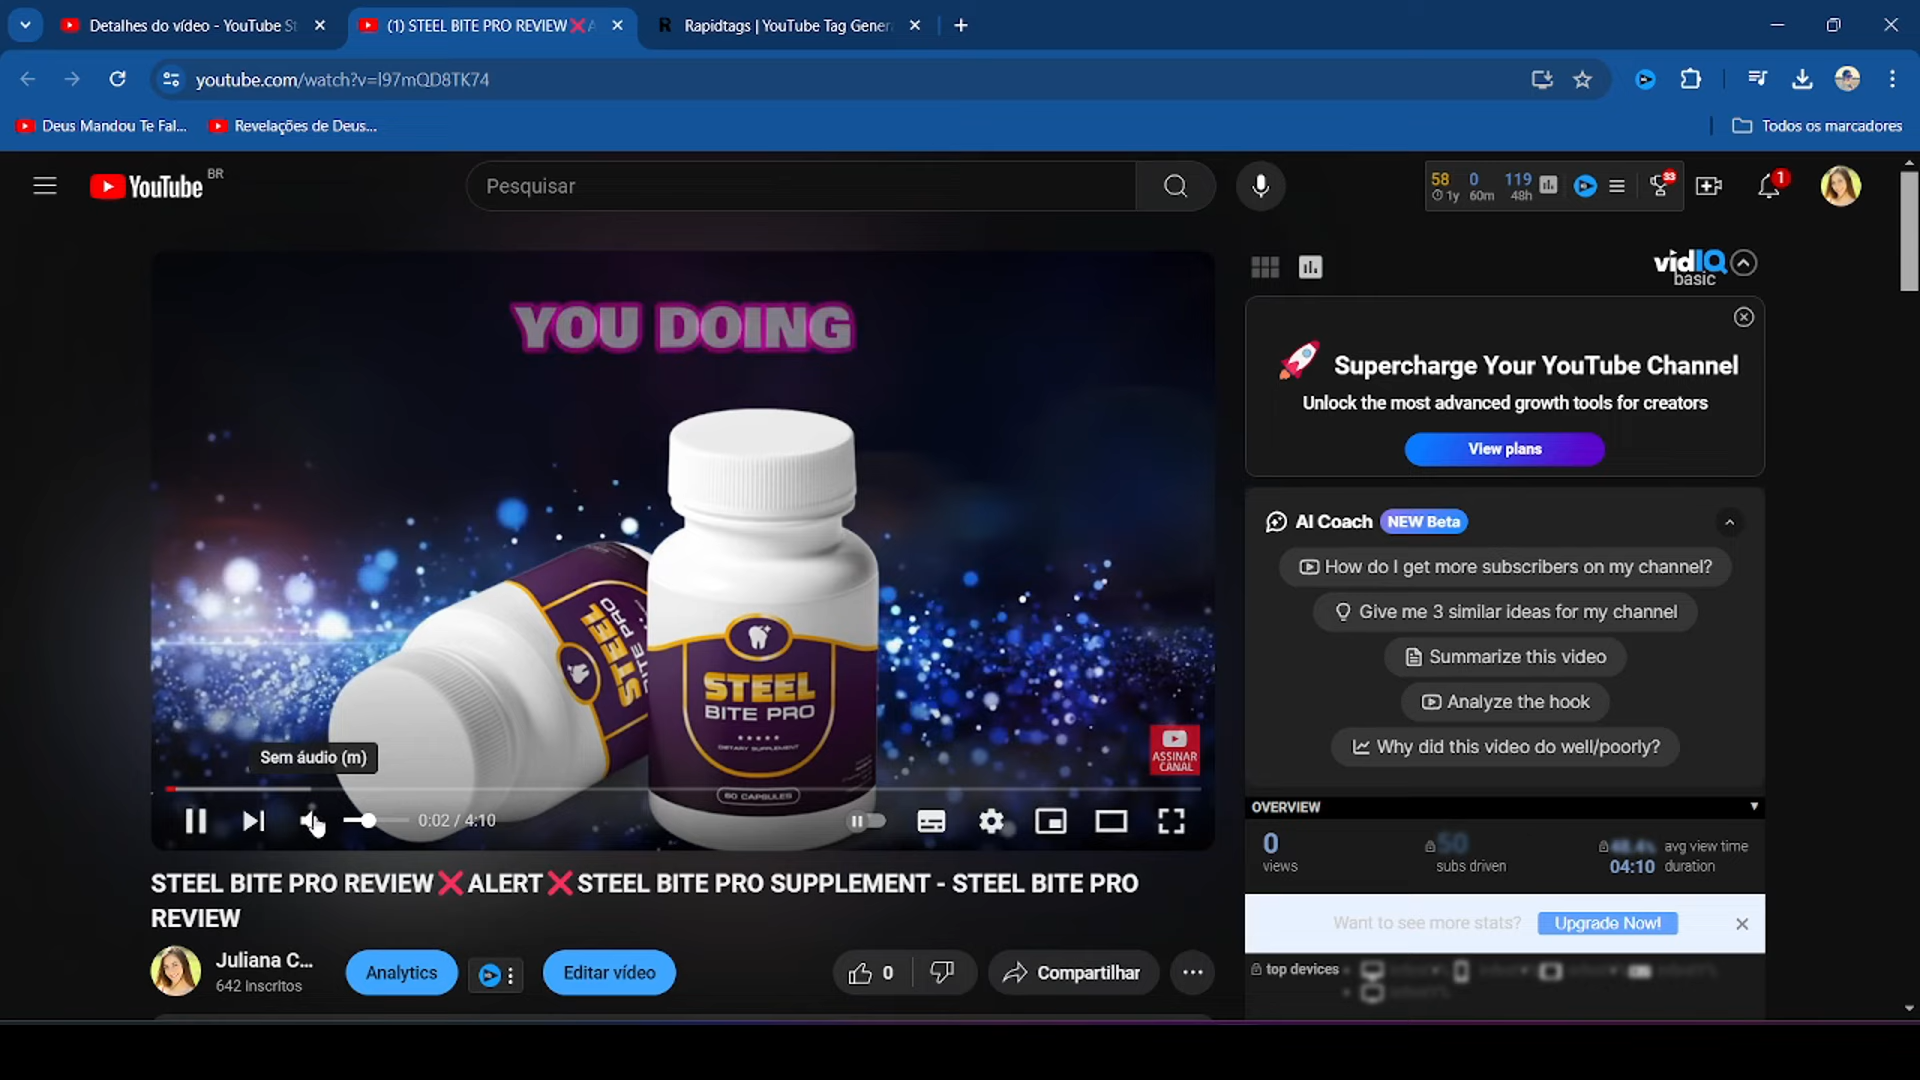 Detalhes do vídeo - YouTube St
(1) STEEL BITE PRO REVIEW❌A
Rapidtags | YouTube Tag Gener
youtube.com/watch?v=l97mQD8TK74
Deus Mandou Te Fal...
Revelações de Deus...
Todos os marcadores
YouTube BR
Pesquisar
58 0 119
1y 60m 48h
33
1
YOU DOING
STEEL
BITE PRO
DIETARY SUPPLEMENT
60 CAPSULES
STEEL
BITE PRO
ASSINAR
CANAL
Sem áudio (m)
0:02 / 4:10
STEEL BITE PRO REVIEW❌ALERT❌STEEL BITE PRO SUPPLEMENT - STEEL BITE PRO
REVIEW
Juliana C...
642 inscritos
Analytics
Editar vídeo
0
Compartilhar
vidIQ
basic
Supercharge Your YouTube Channel
Unlock the most advanced growth tools for creators
View plans
AI Coach NEW Beta
How do I get more subscribers on my channel?
Give me 3 similar ideas for my channel
Summarize this video
Analyze the hook
Why did this video do well/poorly?
OVERVIEW
0
views
50
subs driven
48.4% avg view time
04:10 duration
Want to see more stats? Upgrade Now!
top devices